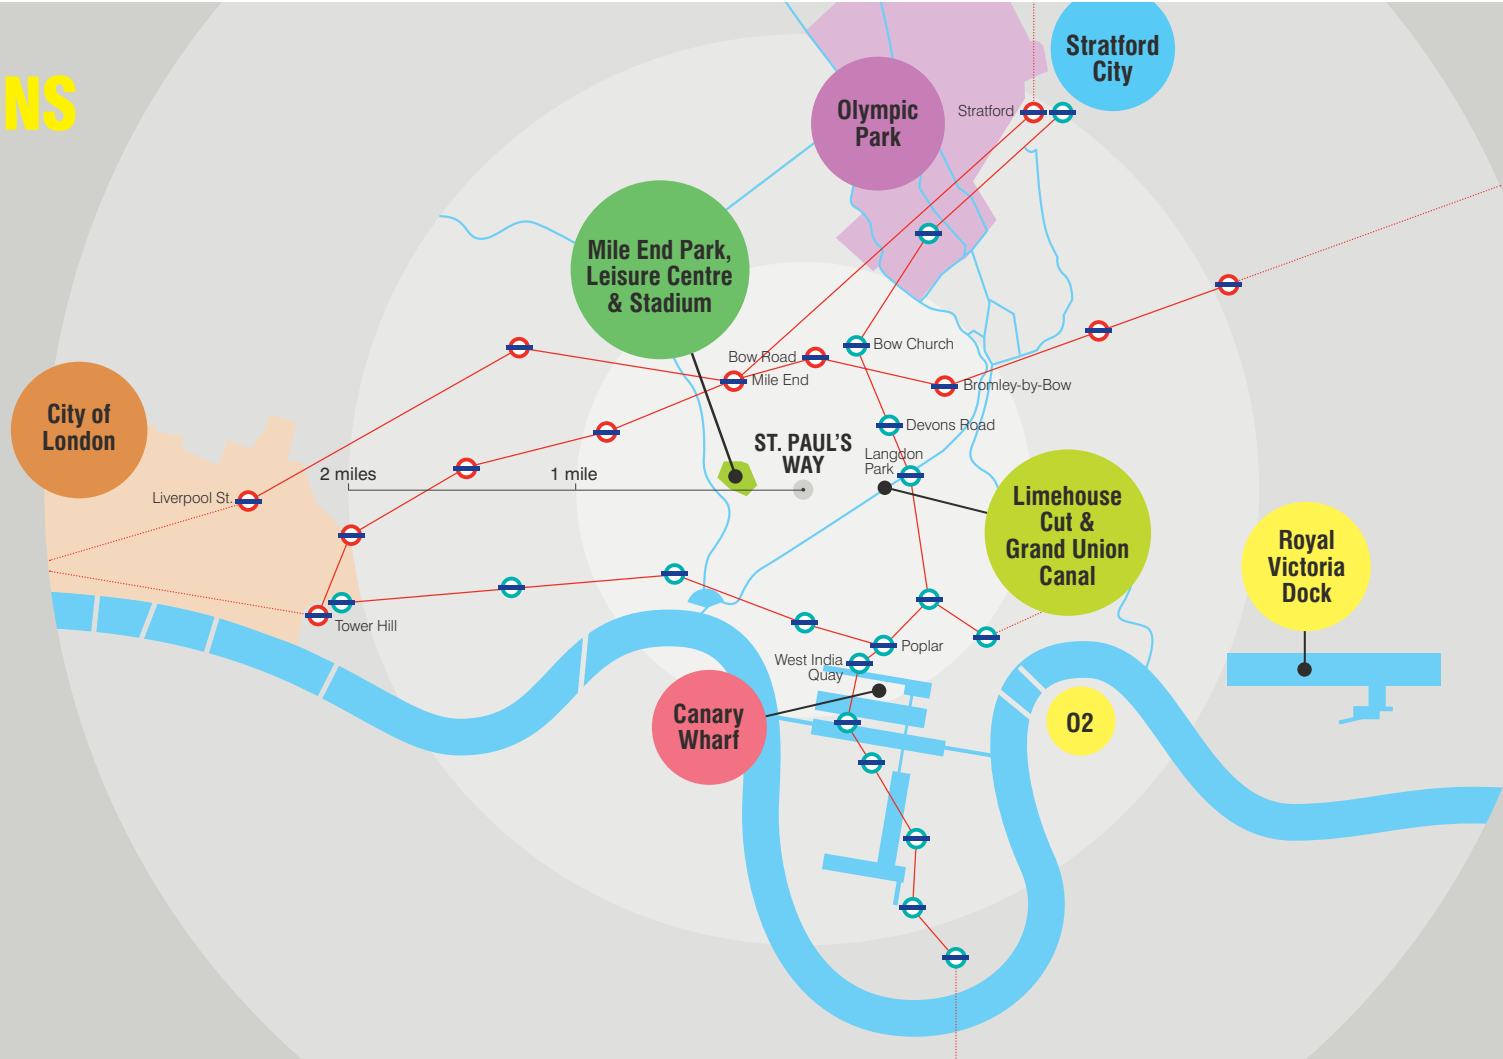 NS
Stratford
City
Olympic
Park
Stratford
Mile End Park,
Leisure Centre
& Stadium
Bow Church
Bow Road
Mile End
Bromley-by-Bow
City of
London
Devons Road
ST. PAUL'S
WAY
Langdon
Park
2 miles
1 mile
Liverpool St.
Limehouse
Cut &
Grand Union
Canal
Royal
Victoria
Dock
Tower Hill
Poplar
West India
Quay
Canary
Wharf
O2